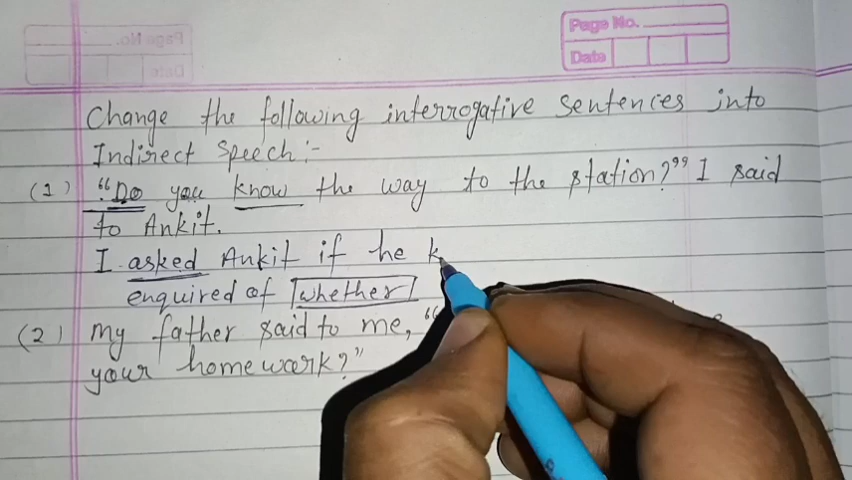 Page No.
Date
Change the following interrogative sentences into
Indirect Speech:-
(1) "Do you know the way to the station?" I said
to Ankit.
I asked Ankit if he k
enquired of whether
(2) My father said to me, "
your homework?"